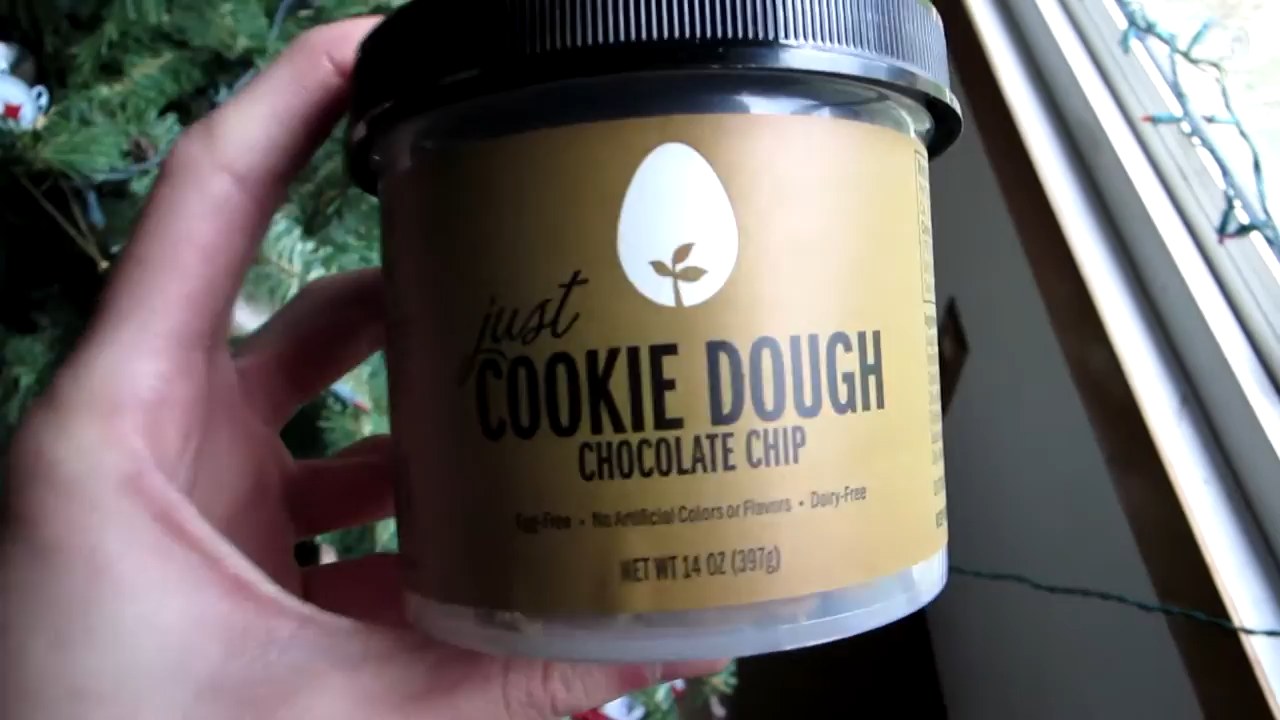 just
COOKIE DOUGH
CHOCOLATE CHIP
Egg-Free • No Artificial Colors or Flavors • Dairy-Free
NET WT 14 OZ (397g)